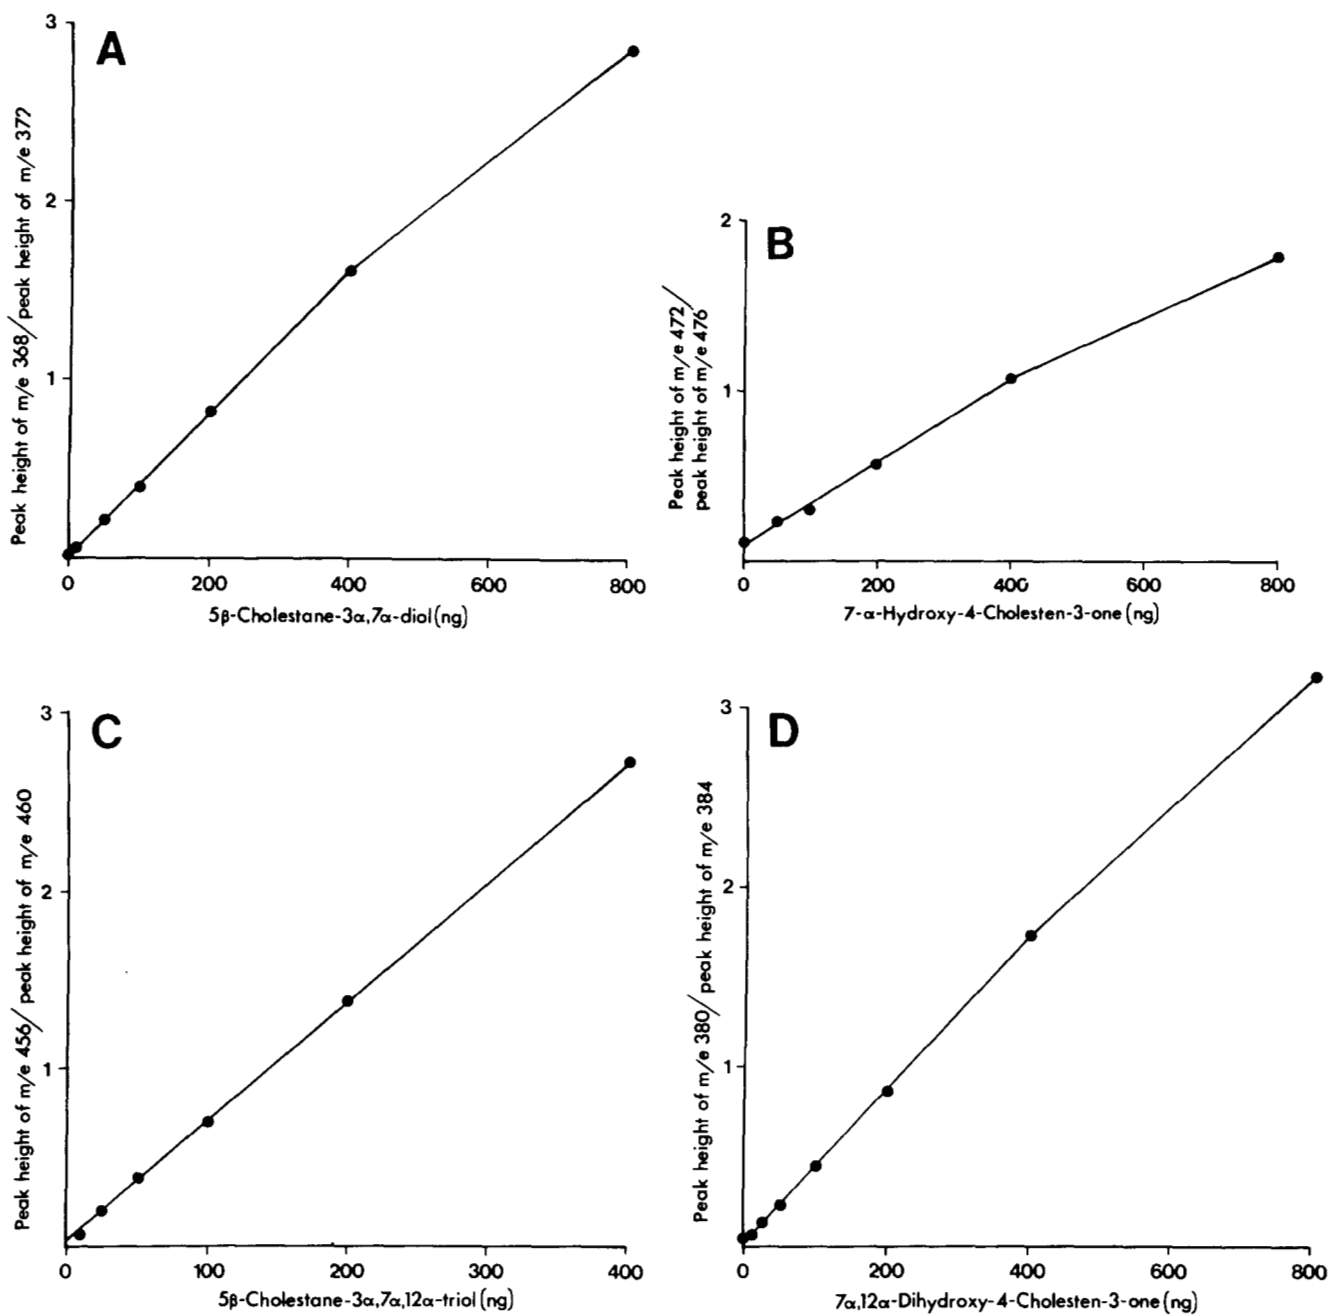 A
3
2
1
Peak height of m/e 368/peak height of m/e 372
0 200 400 600 800
5β-Cholestane-3α,7α-diol(ng)
B
2
1
Peak height of m/e 472/
peak height of m/e 476
0 200 400 600 800
7-α-Hydroxy-4-Cholesten-3-one(ng)
C
3
2
1
Peak height of m/e 456/peak height of m/e 460
0 100 200 300 400
5β-Cholestane-3α,7α,12α-triol(ng)
D
3
2
1
Peak height of m/e 380/peak height of m/e 384
0 200 400 600 800
7α,12α-Dihydroxy-4-Cholesten-3-one(ng)